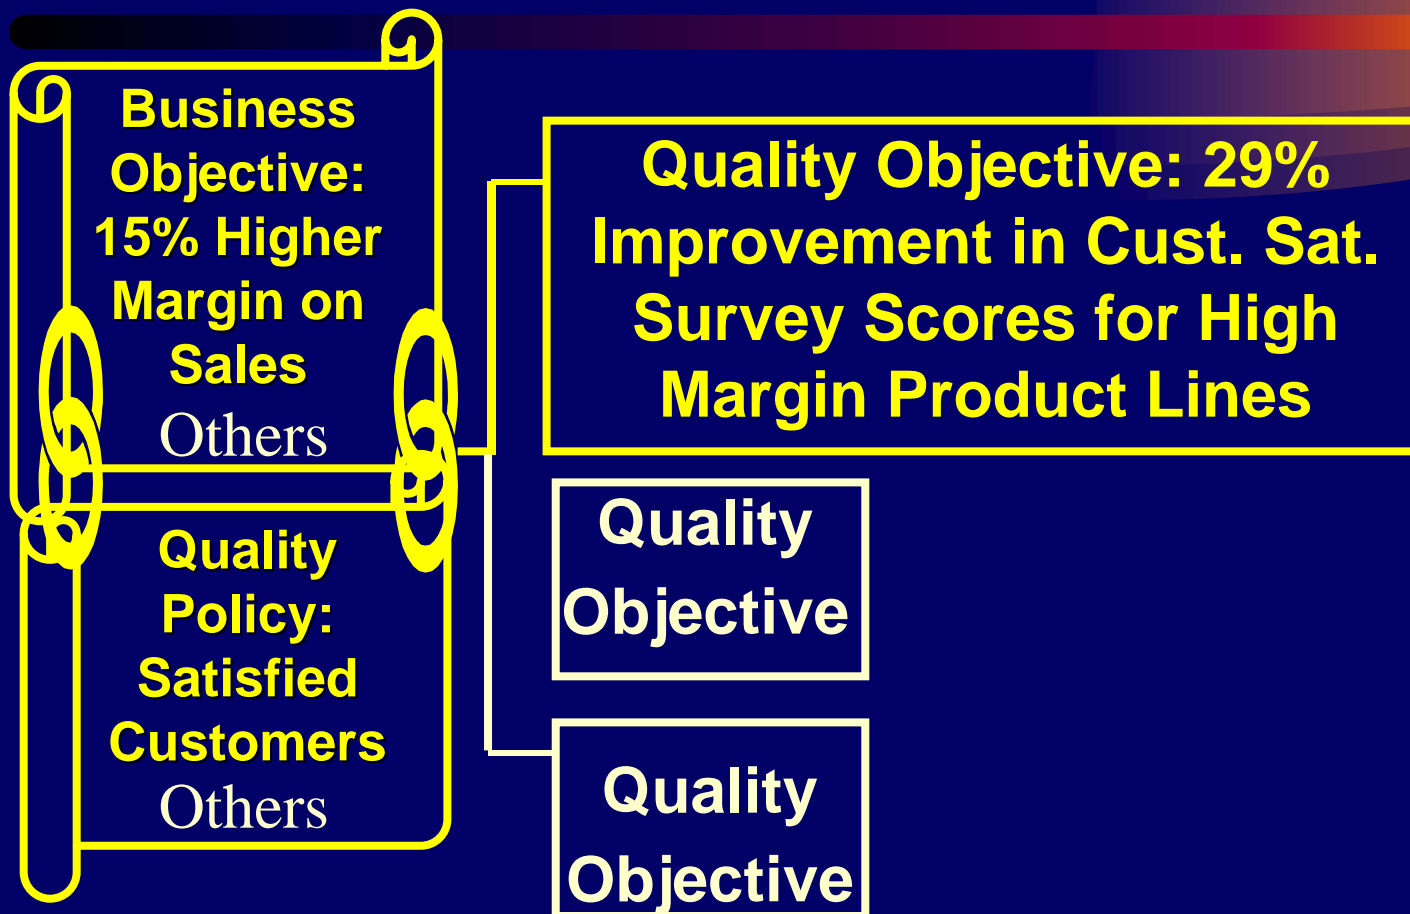 Business
Objective:
15% Higher
Margin on
Sales
Others
Quality
Policy:
Satisfied
Customers
Others
Quality Objective: 29%
Improvement in Cust. Sat.
Survey Scores for High
Margin Product Lines
Quality
Objective
Quality
Objective